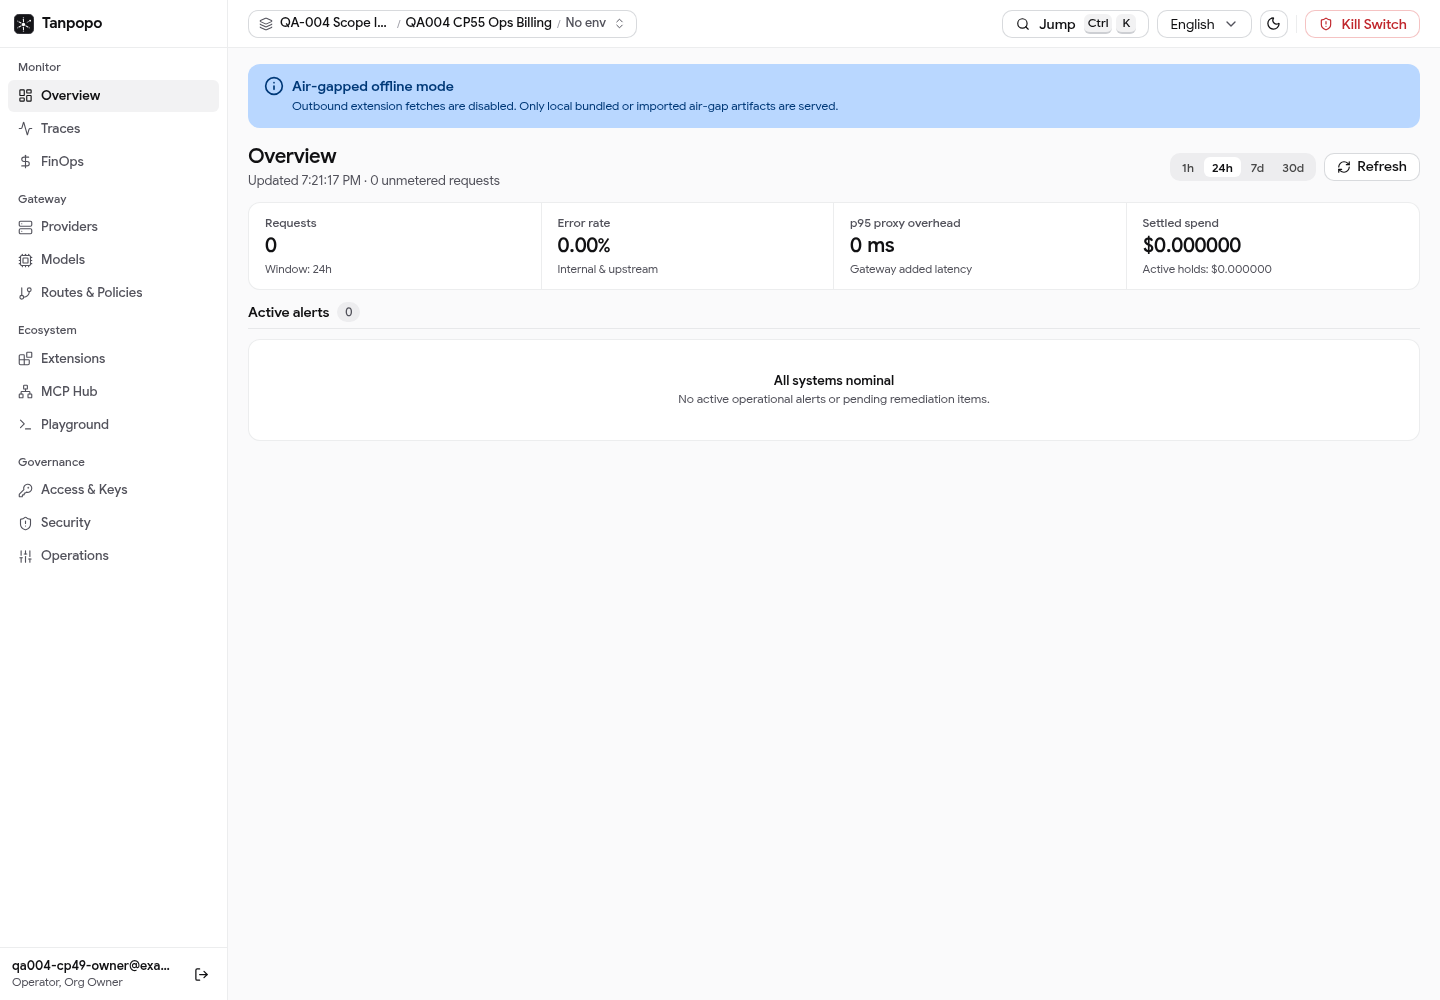 Tanpopo
QA-004 Scope I... / QA004 CP55 Ops Billing / No env
Jump Ctrl K
English
Kill Switch
Monitor
Overview
Traces
FinOps
Gateway
Providers
Models
Routes & Policies
Ecosystem
Extensions
MCP Hub
Playground
Governance
Access & Keys
Security
Operations
qa004-cp49-owner@exa...
Operator, Org Owner
Air-gapped offline mode
Outbound extension fetches are disabled. Only local bundled or imported air-gap artifacts are served.
Overview
Updated 7:21:17 PM · 0 unmetered requests
1h 24h 7d 30d
Refresh
Requests
0
Window: 24h
Error rate
0.00%
Internal & upstream
p95 proxy overhead
0 ms
Gateway added latency
Settled spend
$0.000000
Active holds: $0.000000
Active alerts 0
All systems nominal
No active operational alerts or pending remediation items.